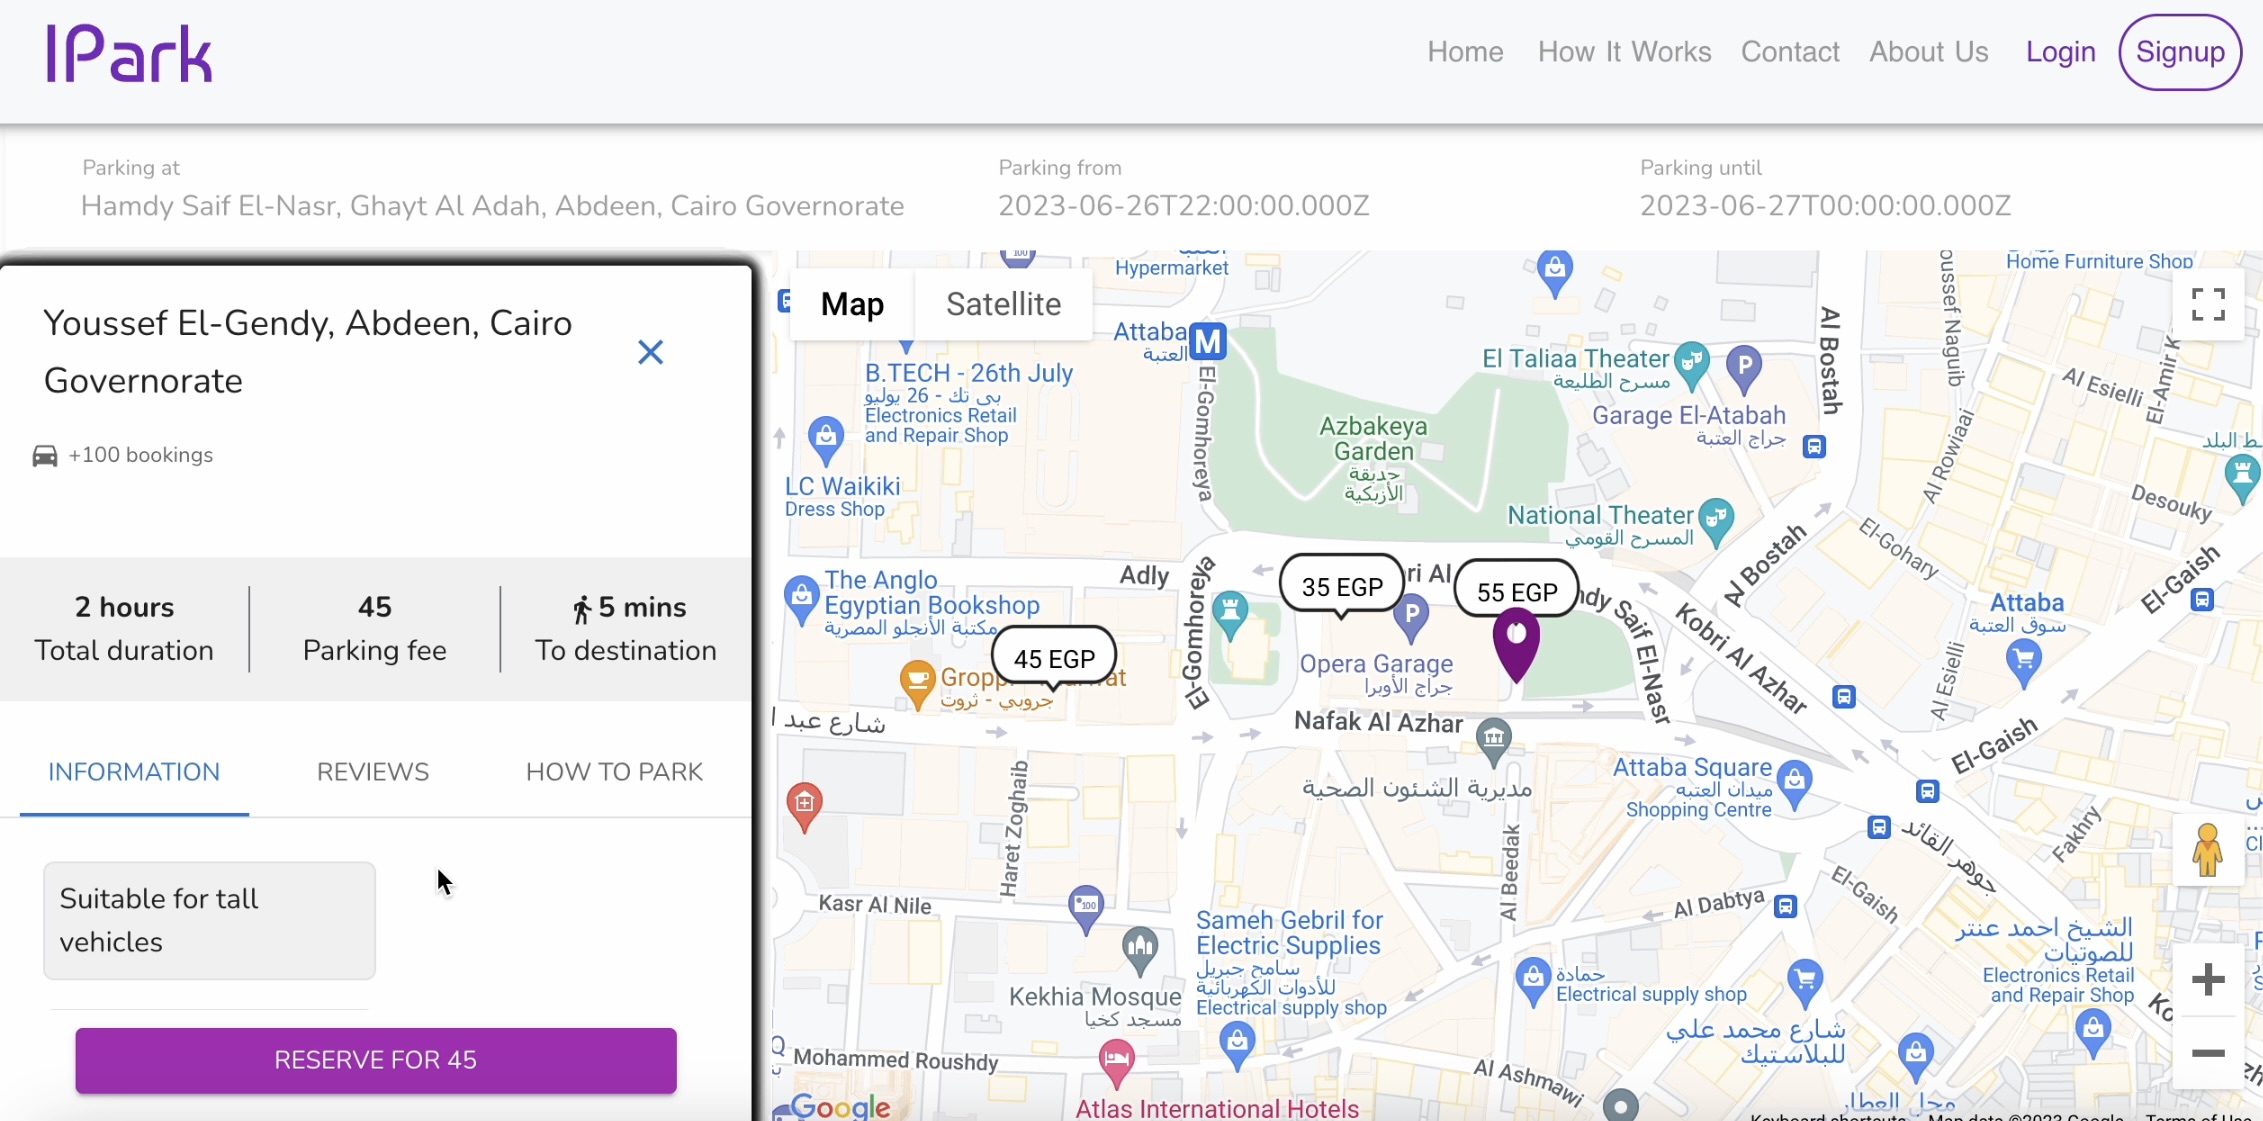 IPark
Home How It Works Contact About Us Login Signup
Parking at
Hamdy Saif El-Nasr, Ghayt Al Adah, Abdeen, Cairo Governorate
Parking from
2023-06-26T22:00:00.000Z
Parking until
2023-06-27T00:00:00.000Z
Youssef El-Gendy, Abdeen, Cairo
Governorate
+100 bookings
2 hours
Total duration
45
Parking fee
5 mins
To destination
INFORMATION
REVIEWS
HOW TO PARK
Suitable for tall
vehicles
RESERVE FOR 45
Map
Satellite
Hypermarket
Home Furniture Shop
Attaba
العتبة
M
El-Gomhoreya
B.TECH - 26th July
بى تك - 26 يوليو
Electronics Retail
and Repair Shop
LC Waikiki
Dress Shop
Azbakeya
Garden
حديقة
الأزبكية
El Taliaa Theater
مسرح الطليعة
P
Garage El-Atabah
جراج العتبة
Al Bostah
Al Esielli
Al Rowiaai
Desouky
National Theater
المسرح القومي
El-Gohary
El-Gaish
Al Bostah
Adly
El-Gomhoreya
The Anglo
Egyptian Bookshop
مكتبة الأنجلو المصرية
35 EGP
55 EGP
45 EGP
P
Opera Garage
جراج الأوبرا
جروبي - ثروت
Saif El-Nasr
Kobri Al Azhar
Attaba
سوق العتبة
Al Esielli
Nafak Al Azhar
El-Gaish
شارع عبد
مديرية الشئون الصحية
Attaba Square
ميدان العتبه
Shopping Centre
Haret Zoghaib
Al Beedak
جوهر القائد
Fakhry
Kasr Al Nile
El-Gaish
Al Dabtya
Sameh Gebril for
Electric Supplies
سامح جبريل
للأدوات الكهربائية
Electrical supply shop
Kekhia Mosque
مسجد كخيا
حمادة
Electrical supply shop
الشيخ احمد عنتر
للصوتيات
Electronics Retail
and Repair Shop
شارع محمد علي
للبلاستيك
Mohammed Roushdy
Al Ashmawi
Google
Atlas International Hotels
محل العطار
Keyboard shortcuts
Map data ©2023 Google
Terms of Use